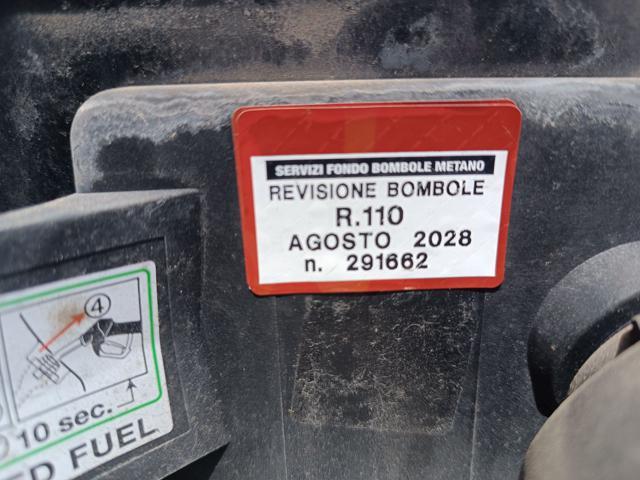 SERVIZI FONDO BOMBOLE METANO
REVISIONE BOMBOLE
R.110
AGOSTO 2028
n. 291662
4
10 sec.
FUEL